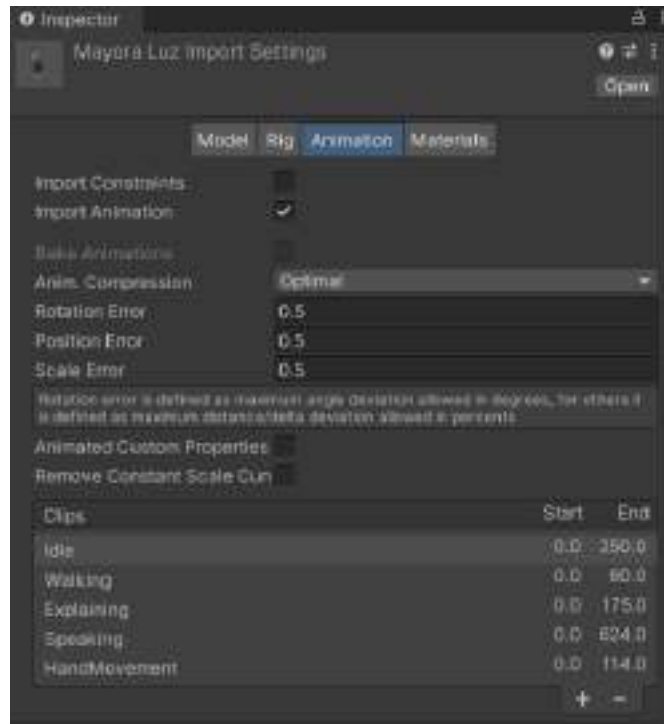 Inspector
Mayora Luz Import Settings
Open
Model Rig Animation Materials
Import Constraints
Import Animation
Bake Animations
Anim. Compression Optimal
Rotation Error 0.5
Position Error 0.5
Scale Error 0.5
Rotation error is defined as maximum angle deviation allowed in degrees, for others it
is defined as maximum distance/delta deviation allowed in percents
Animated Custom Properties
Remove Constant Scale Curv
Clips Start End
Idle 0.0 250.0
Walking 0.0 60.0
Explaining 0.0 175.0
Speaking 0.0 624.0
HandMovement 0.0 114.0